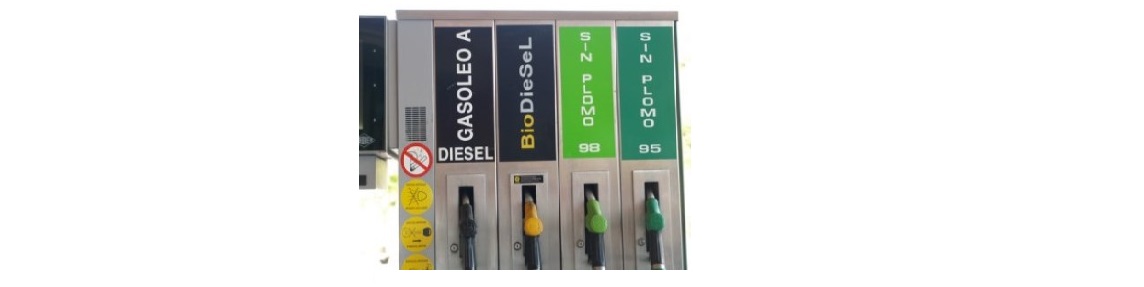 GASOLEO A
DIESEL
BioDieSeL
SIN PLOMO
98
SIN PLOMO
95